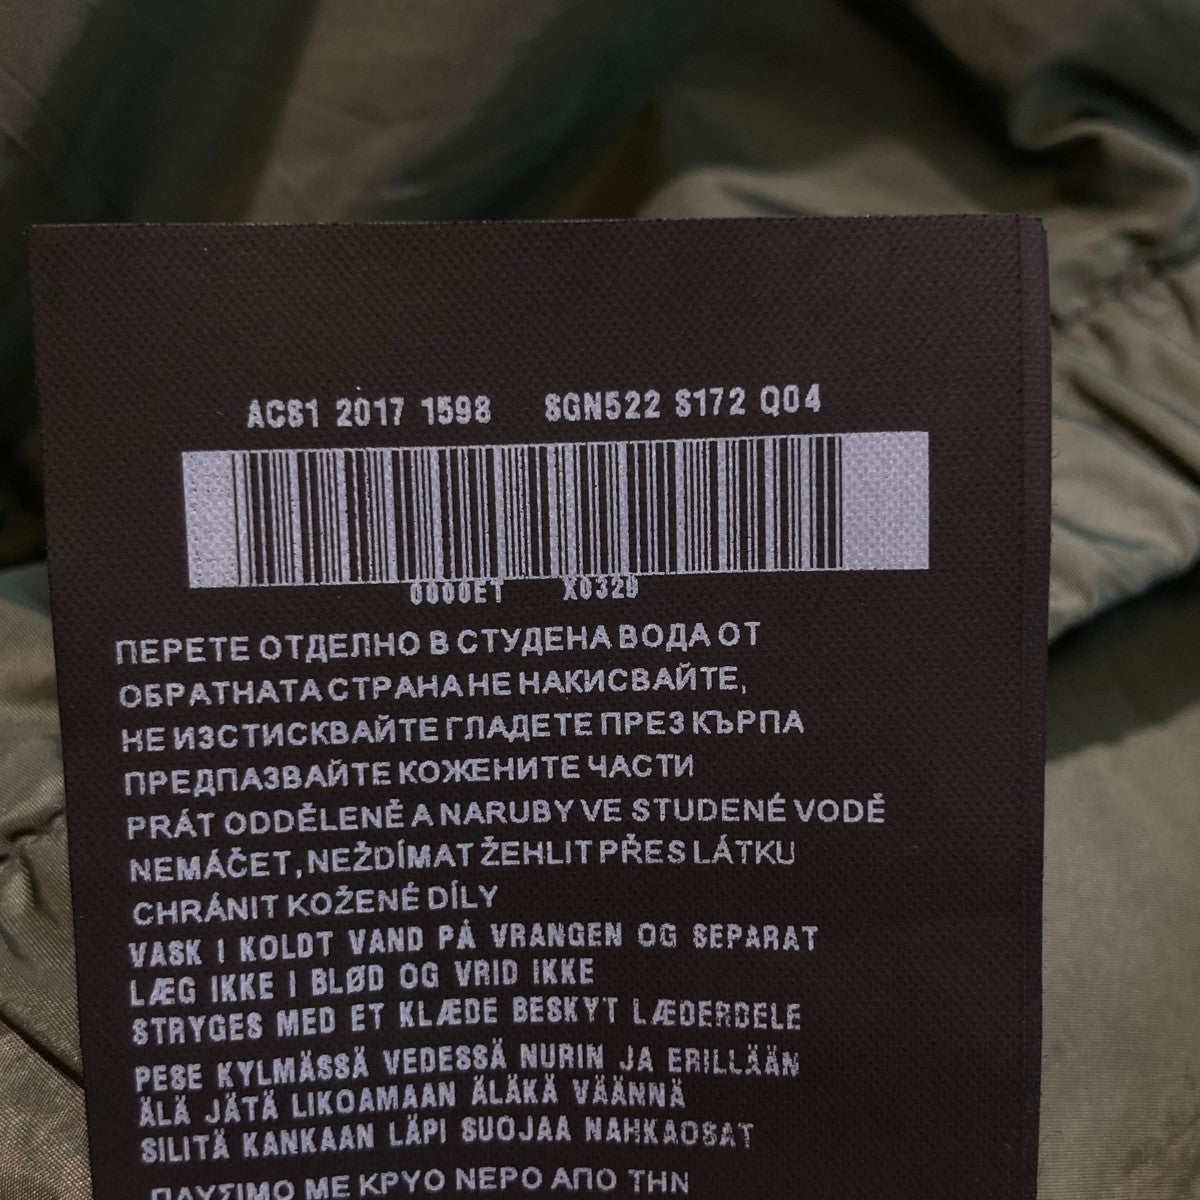 AC81 2017 1598 SGN522 S172 Q04
0000ET X0329
ПЕРЕТЕ ОТДЕЛНО В СТУДЕНА ВОДА ОТ
ОБРАТНАТА СТРАНА НЕ НАКИСВАЙТЕ,
НЕ ИЗСТИСКВАЙТЕ ГЛАДЕТЕ ПРЕЗ КЪРПА
ПРЕДПАЗВАЙТЕ КОЖЕНИТЕ ЧАСТИ
PRÁT ODDĚLENĚ A NARUBY VE STUDENÉ VODĚ
NEMÁČET, NEŽDÍMAT ŽEHLIT PŘES LÁTKU
CHRÁNIT KOŽENÉ DÍLY
VASK I KOLDT VAND PÅ VRANGEN OG SEPARAT
LÆG IKKE I BLØD OG VRID IKKE
STRYGES MED ET KLÆDE BESKYT LÆDERDELE
PESE KYLMÄSSÄ VEDESSÄ NURIN JA ERILLÄÄN
ÄLÄ JÄTÄ LIKOAMAAN ÄLÄKÄ VÄÄNNÄ
SILITÄ KANKAAN LÄPI SUOJAA NAHKAOSAT
ΠΛΥΣΙΜΟ ΜΕ ΚΡΥΟ ΝΕΡΟ ΑΠΟ ΤΗΝ